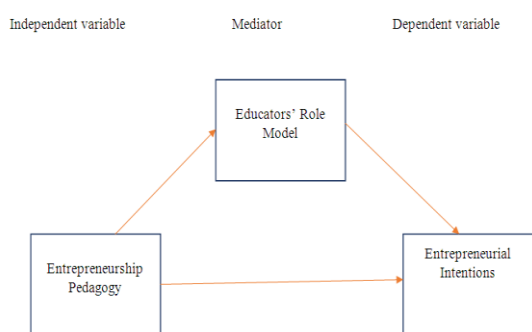 Independent variable
Mediator
Dependent variable
Educators’ Role
Model
Entrepreneurship
Pedagogy
Entrepreneurial
Intentions